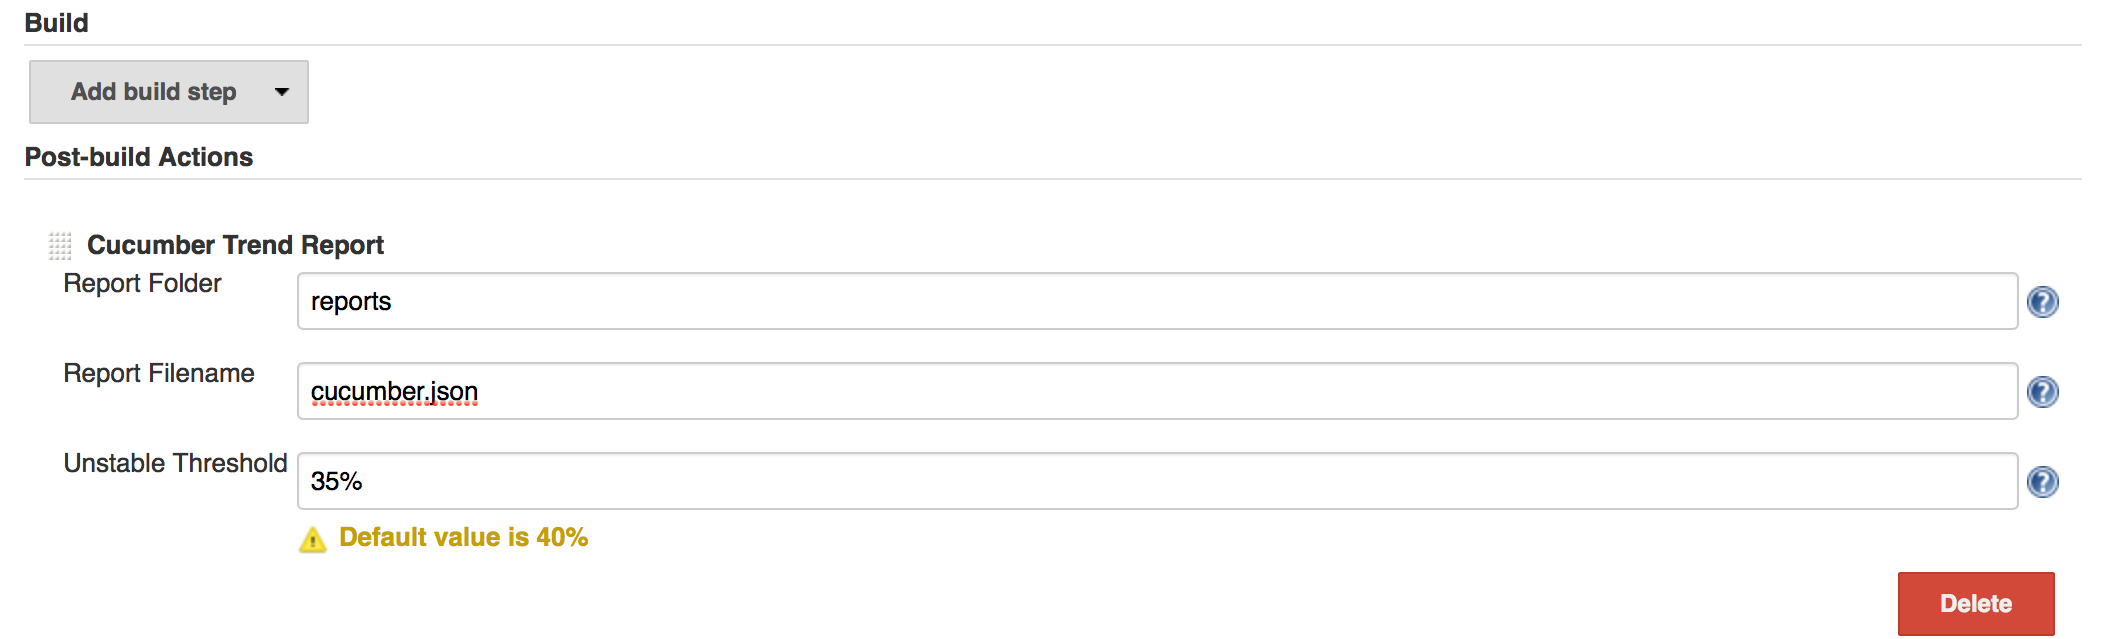 Build
Add build step
Post-build Actions
Cucumber Trend Report
Report Folder
reports
Report Filename
cucumber.json
Unstable Threshold
35%
Default value is 40%
Delete